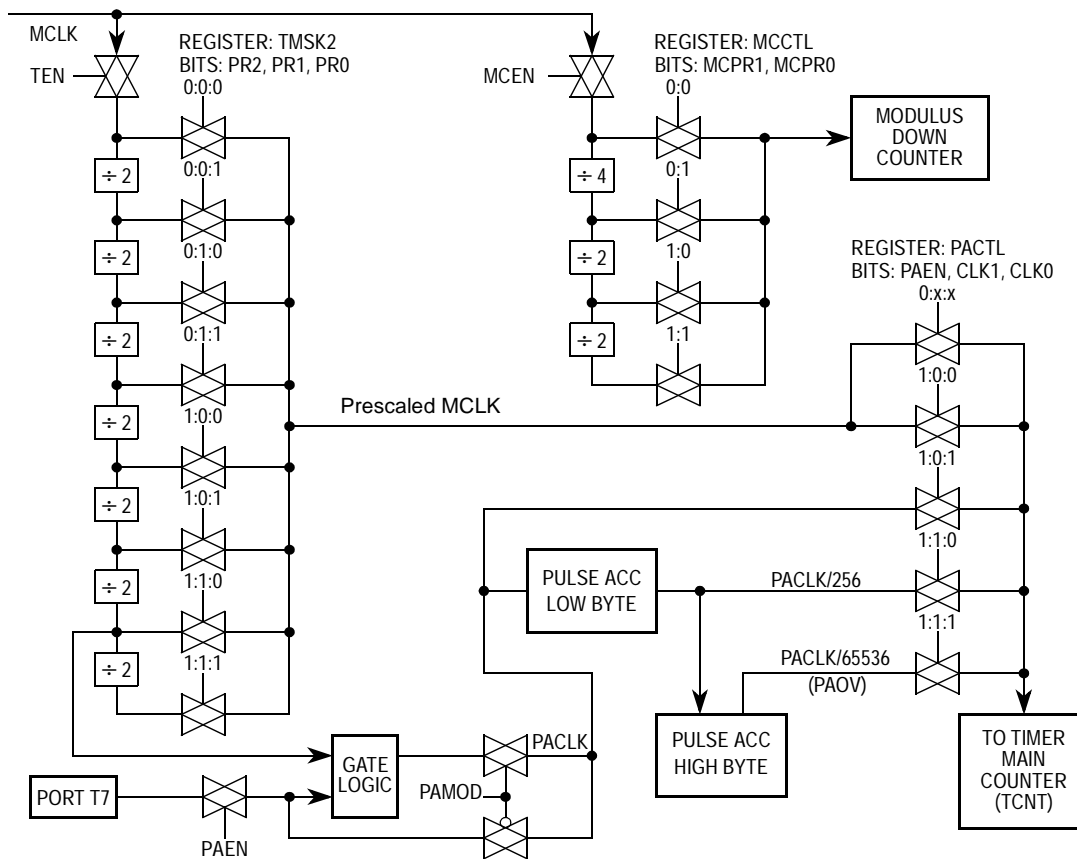 MCLK
TEN
REGISTER: TMSK2
BITS: PR2, PR1, PR0
0:0:0
÷ 2
0:0:1
÷ 2
0:1:0
÷ 2
0:1:1
÷ 2
1:0:0
÷ 2
1:0:1
÷ 2
1:1:0
÷ 2
1:1:1
MCEN
REGISTER: MCCTL
BITS: MCPR1, MCPR0
0:0
÷ 4
0:1
÷ 2
1:0
÷ 2
1:1
MODULUS
DOWN
COUNTER
Prescaled MCLK
REGISTER: PACTL
BITS: PAEN, CLK1, CLK0
0:x:x
1:0:0
1:0:1
1:1:0
1:1:1
PULSE ACC
LOW BYTE
PACLK/256
PACLK/65536
(PAOV)
PULSE ACC
HIGH BYTE
TO TIMER
MAIN
COUNTER
(TCNT)
PORT T7
PAEN
GATE
LOGIC
PACLK
PAMOD